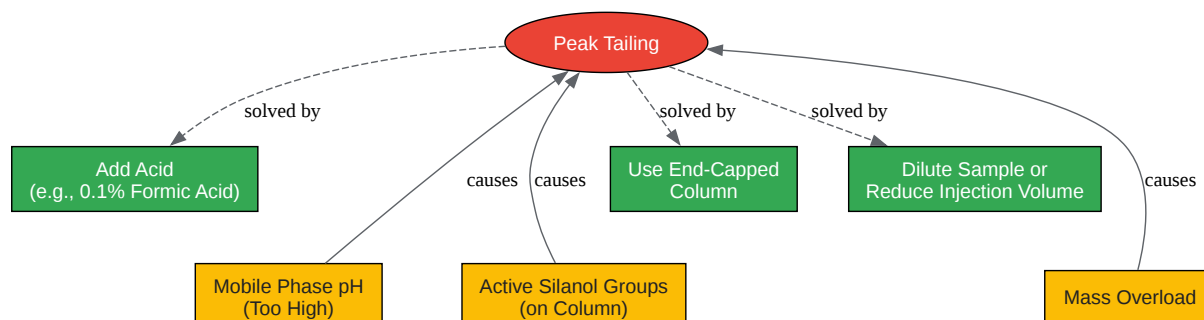 Peak Tailing
solved by
solved by
solved by
Add Acid
(e.g., 0.1% Formic Acid)
Use End-Capped
Column
Dilute Sample or
Reduce Injection Volume
causes
causes
causes
Mobile Phase pH
(Too High)
Active Silanol Groups
(on Column)
Mass Overload